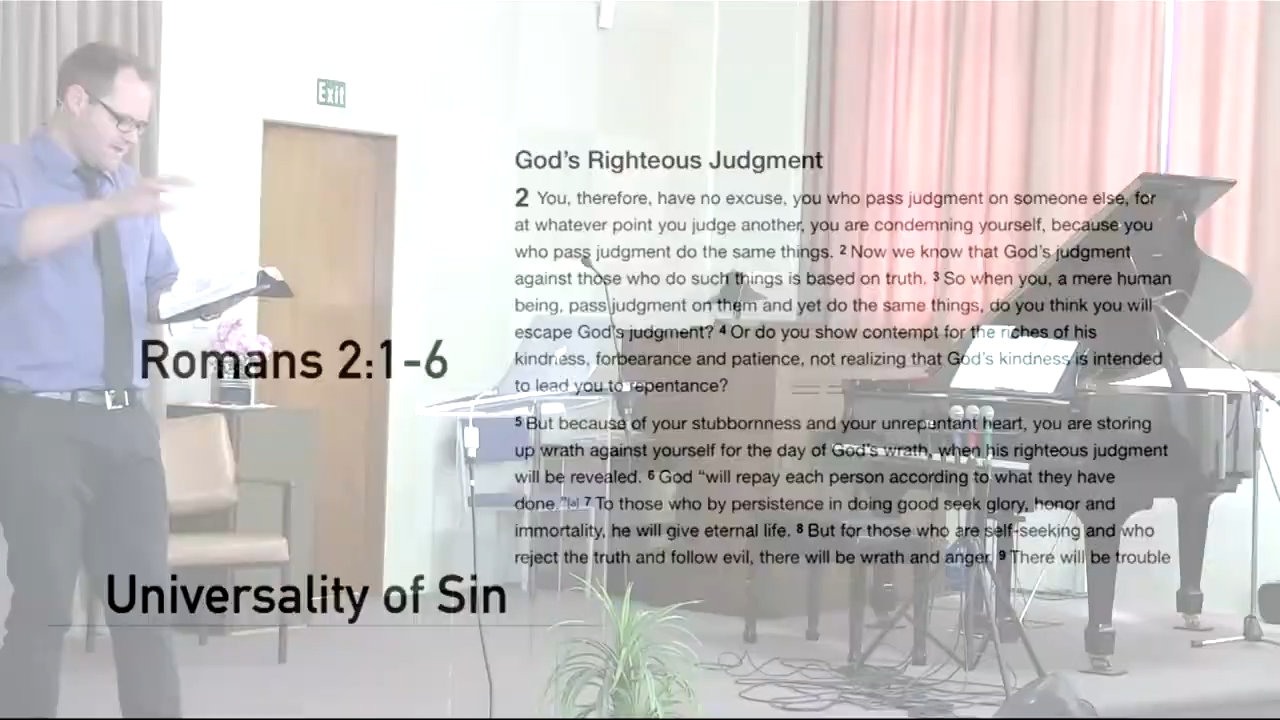 Exit
God's Righteous Judgment
2 You, therefore, have no excuse, you who pass judgment on someone else, for
at whatever point you judge another, you are condemning yourself, because you
who pass judgment do the same things. 2 Now we know that God's judgment
against those who do such things is based on truth. 3 So when you, a mere human
being, pass judgment on them and yet do the same things, do you think you will
escape God's judgment? 4 Or do you show contempt for the riches of his
kindness, forbearance and patience, not realizing that God's kindness is intended
to lead you to repentance?
5 But because of your stubbornness and your unrepentant heart, you are storing
up wrath against yourself for the day of God's wrath, when his righteous judgment
will be revealed. 6 God “will repay each person according to what they have
done.”[a] 7 To those who by persistence in doing good seek glory, honor and
immortality, he will give eternal life. 8 But for those who are self-seeking and who
reject the truth and follow evil, there will be wrath and anger. 9 There will be trouble
Romans 2:1-6
Universality of Sin